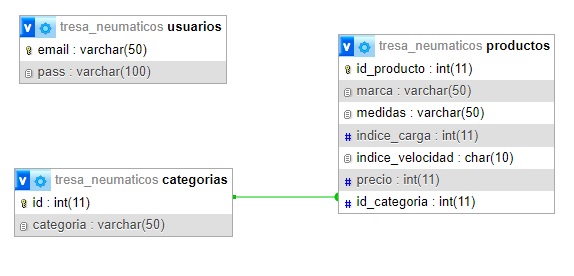 v tresa_neumaticos usuarios
email : varchar(50)
pass : varchar(100)
v tresa_neumaticos productos
id_producto : int(11)
marca : varchar(50)
medidas : varchar(50)
# indice_carga : int(11)
indice_velocidad : char(10)
# precio : int(11)
# id_categoria : int(11)
v tresa_neumaticos categorias
id : int(11)
categoria : varchar(50)